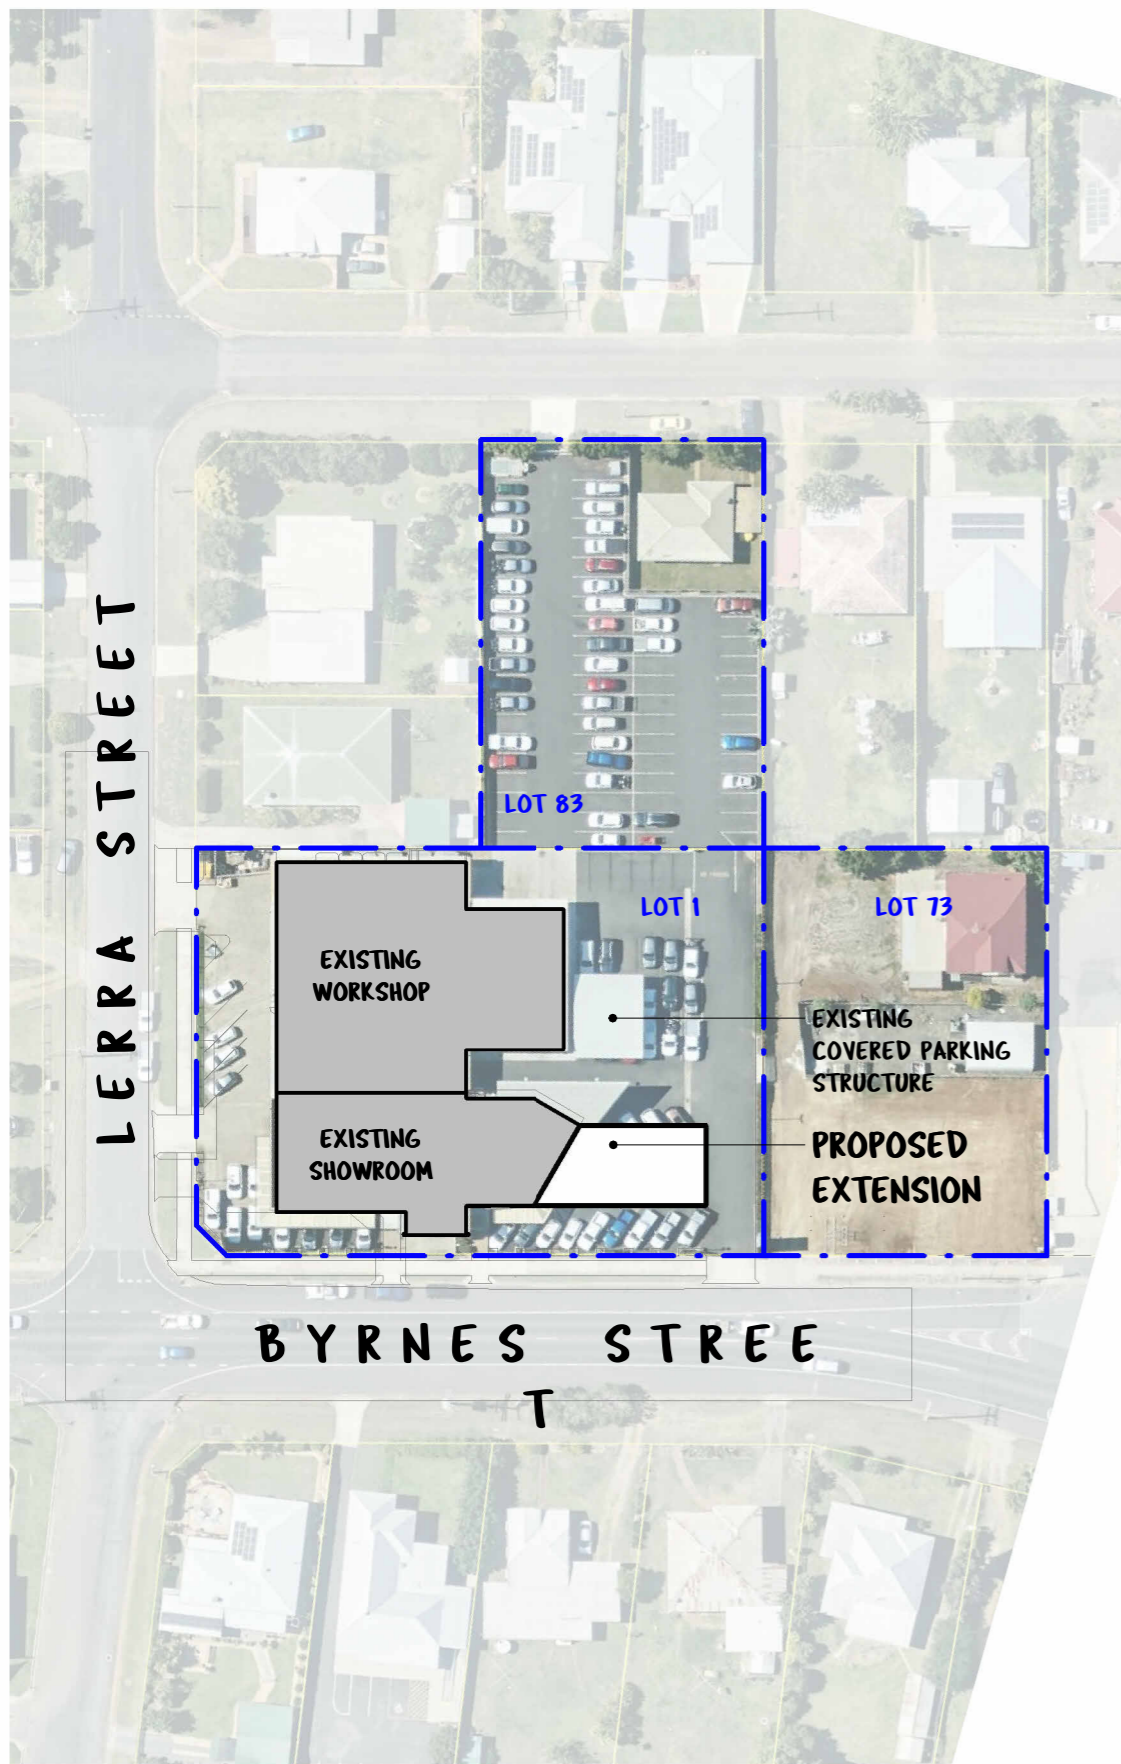 LERRA STREET
LOT 83
LOT 1
LOT 73
EXISTING
WORKSHOP
EXISTING
COVERED PARKING
STRUCTURE
EXISTING
SHOWROOM
PROPOSED
EXTENSION
BYRNES STREE
T